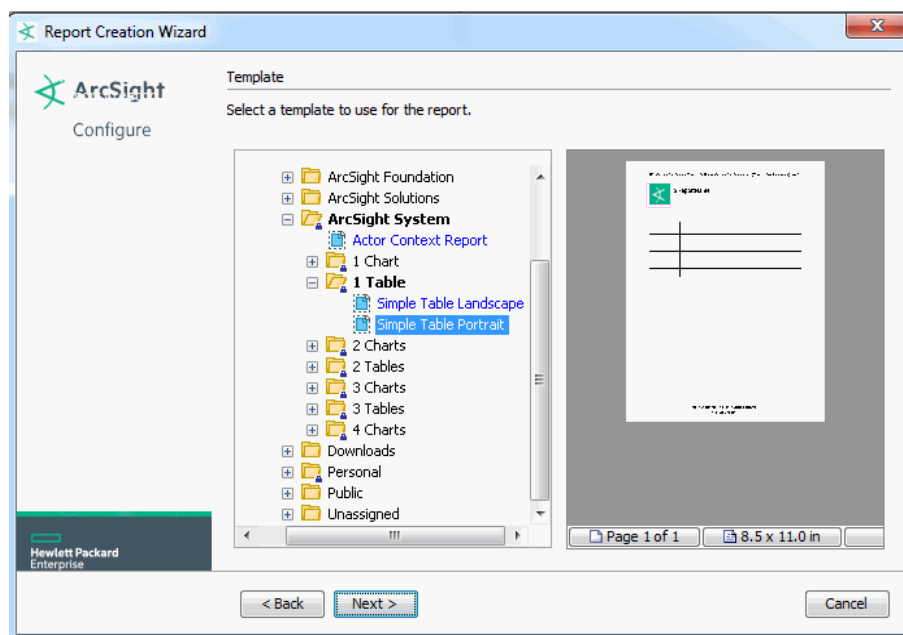 Report Creation Wizard
ArcSight
Configure
Template
Select a template to use for the report.
ArcSight Foundation
ArcSight Solutions
ArcSight System
Actor Context Report
1 Chart
1 Table
Simple Table Landscape
Simple Table Portrait
2 Charts
2 Tables
3 Charts
3 Tables
4 Charts
Downloads
Personal
Public
Unassigned
Page 1 of 1
8.5 x 11.0 in
Hewlett Packard
Enterprise
< Back
Next >
Cancel